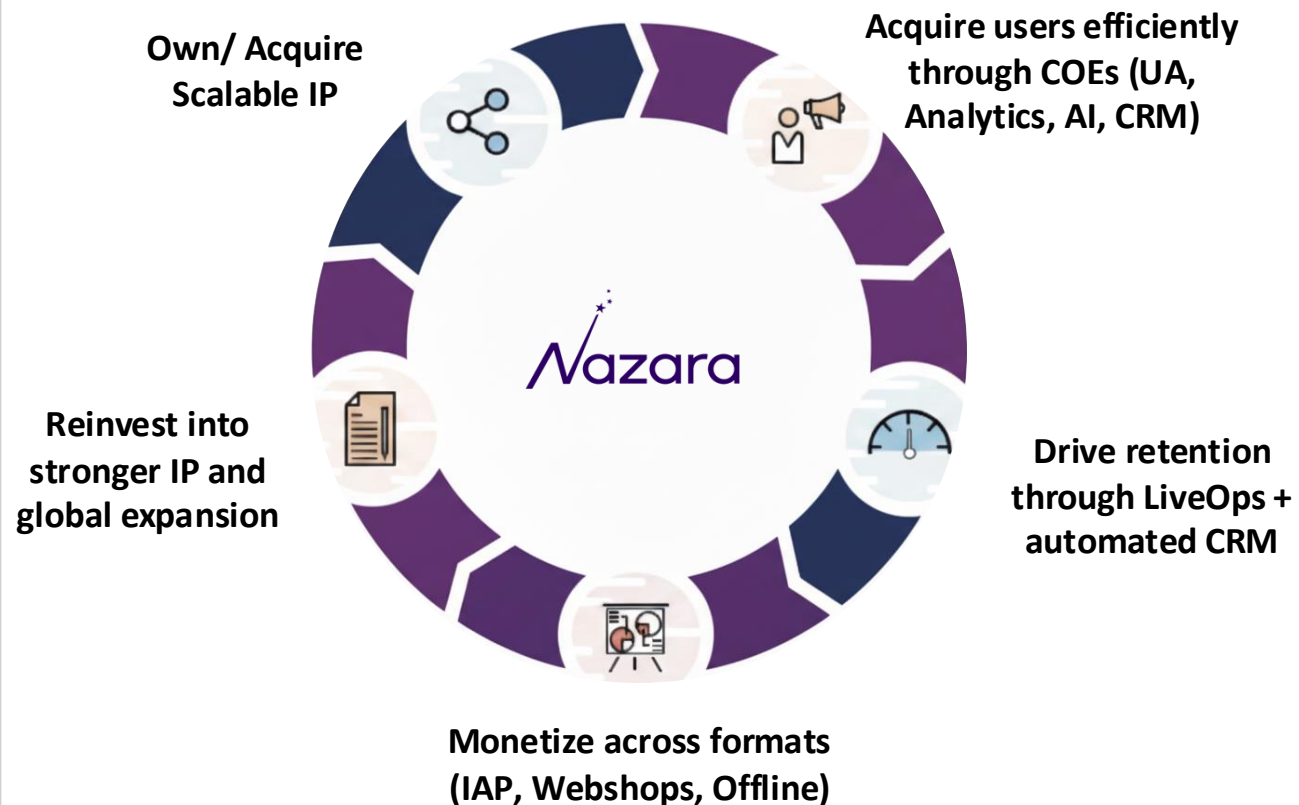 Own/ Acquire
Scalable IP
Acquire users efficiently
through COEs (UA,
Analytics, AI, CRM)
Nazara
Reinvest into
stronger IP and
global expansion
Drive retention
through LiveOps +
automated CRM
Monetize across formats
(IAP, Webshops, Offline)